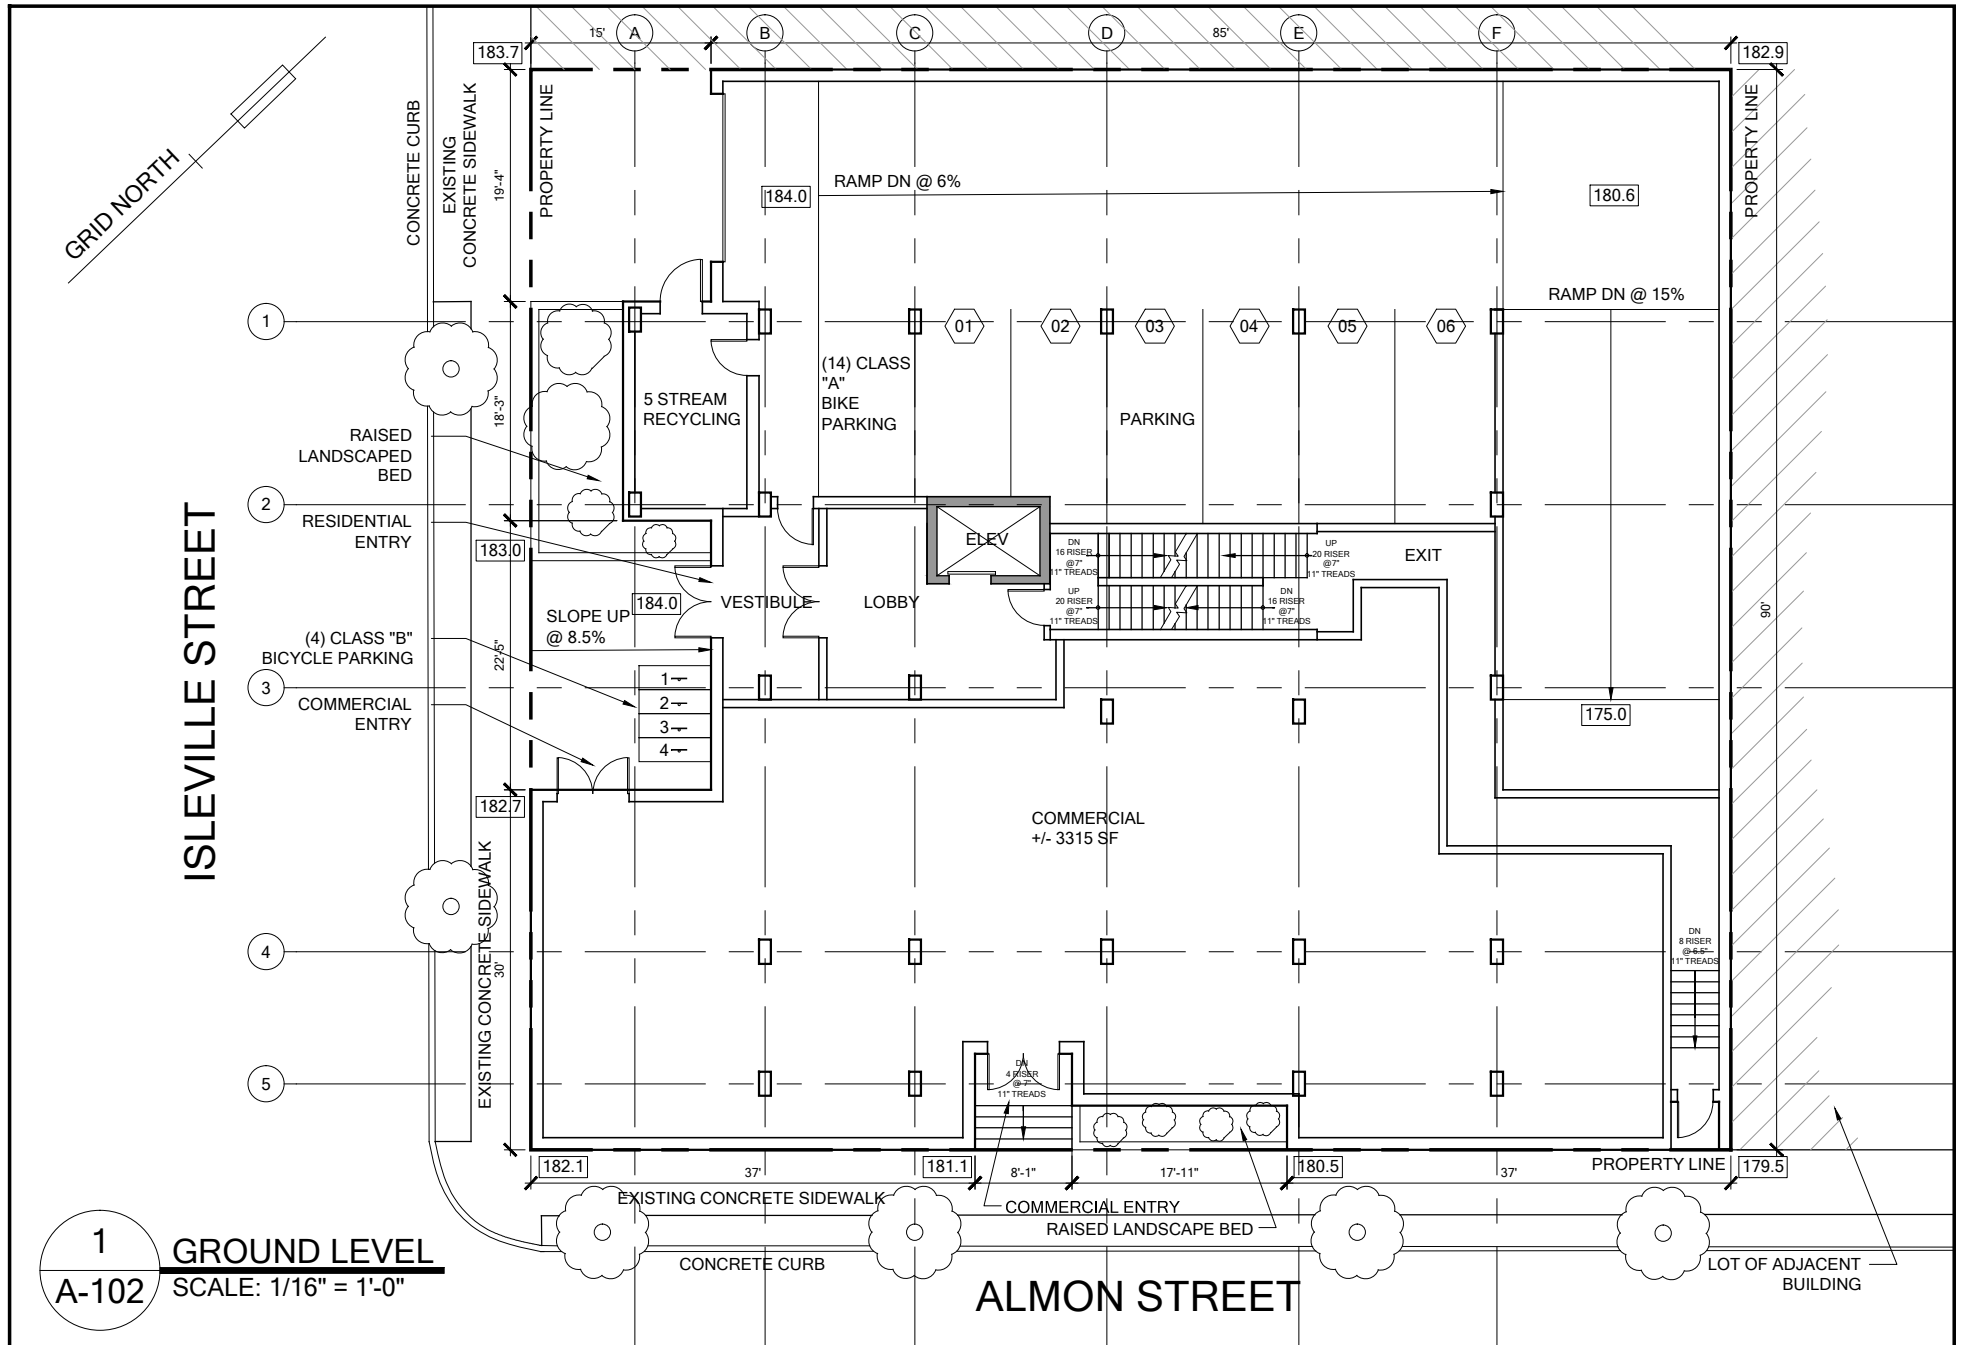 15'
A
B
C
D
85'
E
F
183.7
182.9
GRID NORTH
CONCRETE CURB
EXISTING
CONCRETE SIDEWALK
19'-4"
PROPERTY LINE
PROPERTY LINE
184.0
RAMP DN @ 6%
180.6
RAMP DN @ 15%
1
01
02
03
04
05
06
(14) CLASS
"A"
BIKE
PARKING
5 STREAM
RECYCLING
PARKING
18'-3"
RAISED
LANDSCAPED
BED
2
RESIDENTIAL
ENTRY
183.0
ELEV
DN
16 RISER
@7"
11" TREADS
UP
20 RISER
@7"
11" TREADS
EXIT
184.0
VESTIBULE
LOBBY
UP
20 RISER
@7"
11" TREADS
DN
16 RISER
@7"
11" TREADS
90'
SLOPE UP
@ 8.5%
(4) CLASS "B"
BICYCLE PARKING
22'-5"
3
1
2
3
4
COMMERCIAL
ENTRY
175.0
ISLEVILLE STREET
182.7
COMMERCIAL
+/- 3315 SF
EXISTING CONCRETE SIDEWALK
30'
4
DN
8 RISER
@ 6.5"
11" TREADS
5
DN
4 RISER
@ 7"
11" TREADS
182.1
37'
181.1
8'-1"
17'-11"
180.5
37'
PROPERTY LINE
179.5
EXISTING CONCRETE SIDEWALK
COMMERCIAL ENTRY
RAISED LANDSCAPE BED
CONCRETE CURB
LOT OF ADJACENT
BUILDING
ALMON STREET
1
A-102
GROUND LEVEL
SCALE: 1/16" = 1'-0"